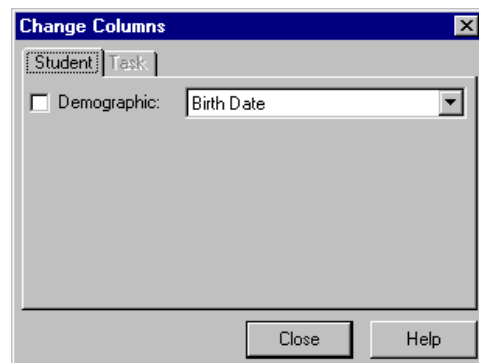 Change Columns
Student Task
Demographic: Birth Date
Close Help